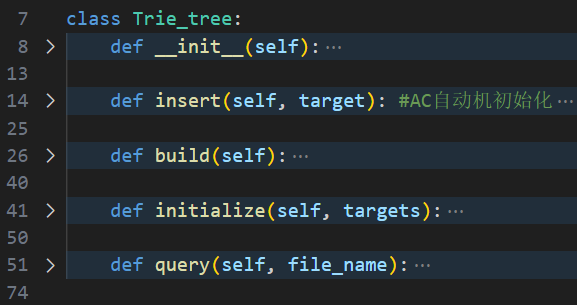 7 class Trie_tree:
8 > def __init__(self):⋯
13
14 > def insert(self, target): #AC自动机初始化⋯
25
26 > def build(self):⋯
40
41 > def initialize(self, targets):⋯
50
51 > def query(self, file_name):⋯
74